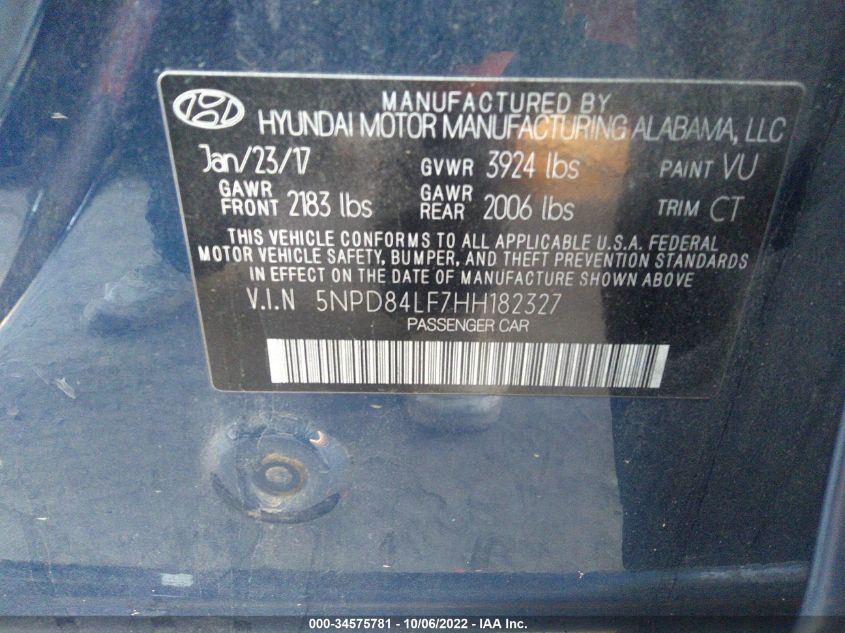 MANUFACTURED BY
HYUNDAI MOTOR MANUFACTURING ALABAMA, LLC
Jan/23/17 GVWR 3924 lbs PAINT VU
GAWR FRONT 2183 lbs GAWR REAR 2006 lbs TRIM CT
THIS VEHICLE CONFORMS TO ALL APPLICABLE U.S.A. FEDERAL
MOTOR VEHICLE SAFETY, BUMPER, AND THEFT PREVENTION STANDARDS
IN EFFECT ON THE DATE OF MANUFACTURE SHOWN ABOVE
V.I.N 5NPD84LF7HH182327
PASSENGER CAR
000-34575781 - 10/06/2022 - IAA Inc.